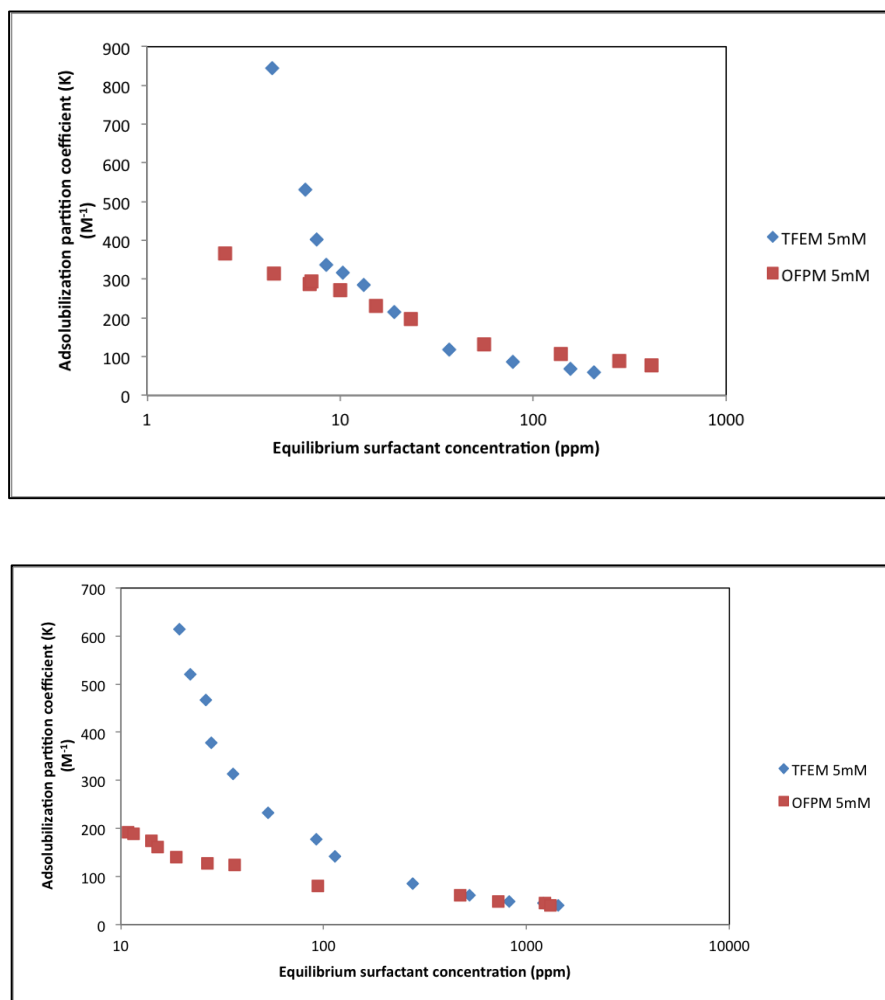 900
800
700
600
500
400
300
200
100
0
Adsolubilization partition coefficient (K)
(M-1)
1
10
100
1000
Equilibrium surfactant concentration (ppm)
TFEM 5mM
OFPM 5mM
700
600
500
400
300
200
100
0
Adsolubilization partition coefficient (K)
(M-1)
10
100
1000
10000
Equilibrium surfactant concentration (ppm)
TFEM 5mM
OFPM 5mM